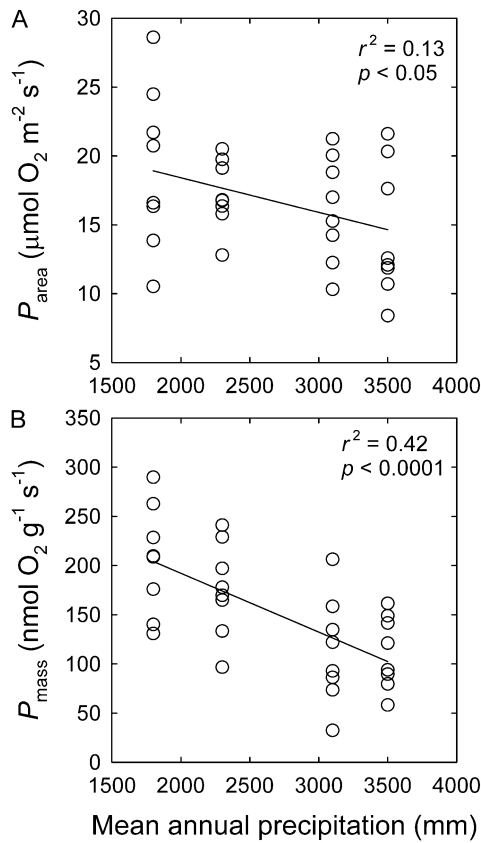 A
30
25
20
15
10
5
P area (μmol O2 m⁻² s⁻¹)
r² = 0.13
p < 0.05
1500 2000 2500 3000 3500 4000
B
350
300
250
200
150
100
50
0
P mass (nmol O2 g⁻¹ s⁻¹)
r² = 0.42
p < 0.0001
1500 2000 2500 3000 3500 4000
Mean annual precipitation (mm)